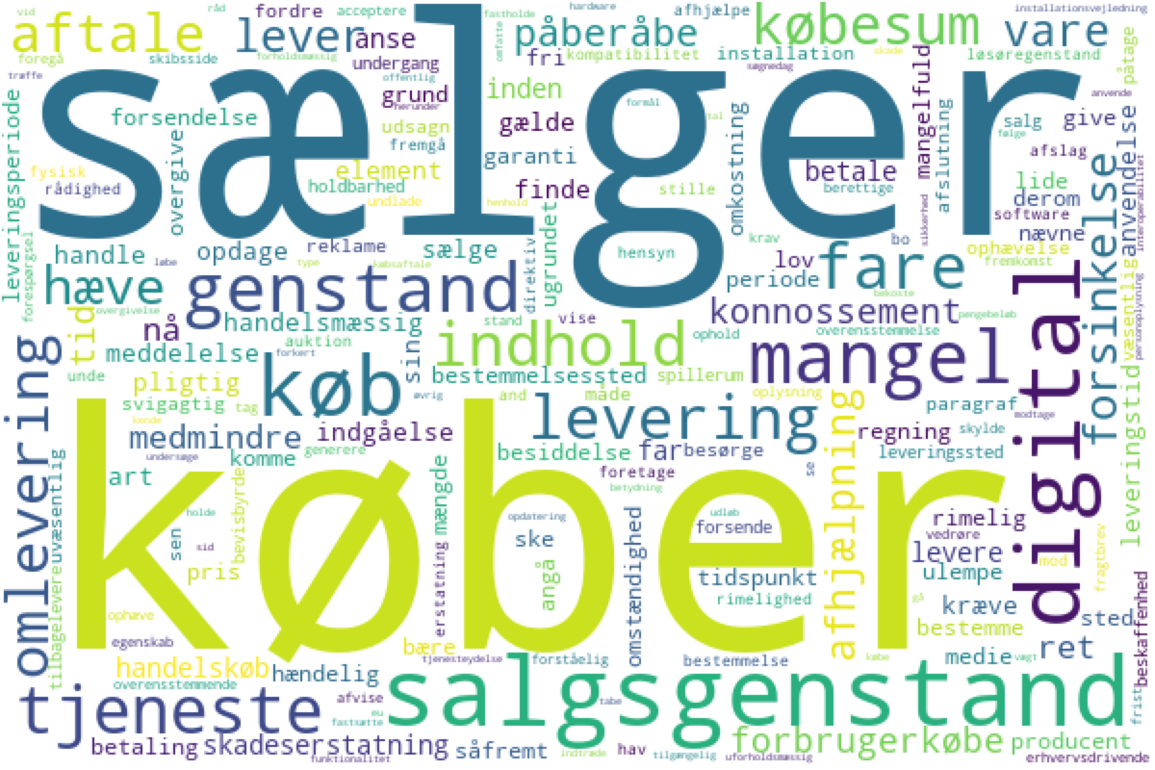 vid
råd
fordre
acceptere
fastholde
hardware
afhjælpe
købesum
installationsvejledning
aftale
lever
anse
påberåbe
vare
foregå
skibsside
forholdsmæssig
undergang
omfatte
fri
kompatibilitet
installation
løsøregenstand
påtage
træffe
offentlig
grund
herunder
inden
søgnedag
skade
mangelfuld
anvende
sælger
leveringsperiode
forsendelse
udsagn
fremgå
gælde
formål
tal
omkostning
salg
give
følge
afslag
fysisk
rådighed
overgive
element
holdbarhed
undlade
garanti
finde
stille
betale
berettige
afslutning
lide
derom
software
nævne
anvendelse
interoperabilitet
forespørgsel
handle
opdage
reklame
henhold
sælge
ugrundet
hensyn
krav
bo
sikkerhed
ophævelse
løbe
type
købsaftale
direktiv
lov
periode
fare
fremkomst
forsinkelse
hæve
overgivelse
genstand
bekoste
nå
handelsmæssig
stand
vise
ophold
konnossement
overensstemmelse
pengebeløb
væsentlig
personoplysning
tid
meddelelse
auktion
forkert
sing
indhold
mangel
digital
unde
pligtig
køb
øvrig
bestemmelsessted
spillerum
oplysning
svigagtig
tag
and
måde
paragraf
modtage
leveringstid
omlevering
kende
medmindre
indgåelse
levering
regning
skylde
undersøge
komme
generere
besiddelse
far
besørge
se
leveringssted
art
bevisbyrde
foretage
betydning
afhjælpning
køber
holde
mængde
opdatering
udløb
forsende
rimelig
vedrøre
uvæsentlig
sen
sid
ske
levere
mod
fragtbrev
pris
angå
omstændighed
tidspunkt
ulempe
gå
tilbagelevere
erstatning
rimelighed
kræve
sted
beskaffenhed
ophæve
bestemme
egenskab
bære
ret
handelskøb
hændelig
tjenesteydelse
forståelig
bestemmelse
købe
medie
vægt
overensstemmende
afvise
salgsgenstand
frist
tjeneste
eu
fastsætte
tabe
betaling
skadeserstatning
såfremt
forbrugerkøbe
producent
funktionalitet
indtræde
hav
tilgængelig
uforholdsmæssig
erhvervsdrivende